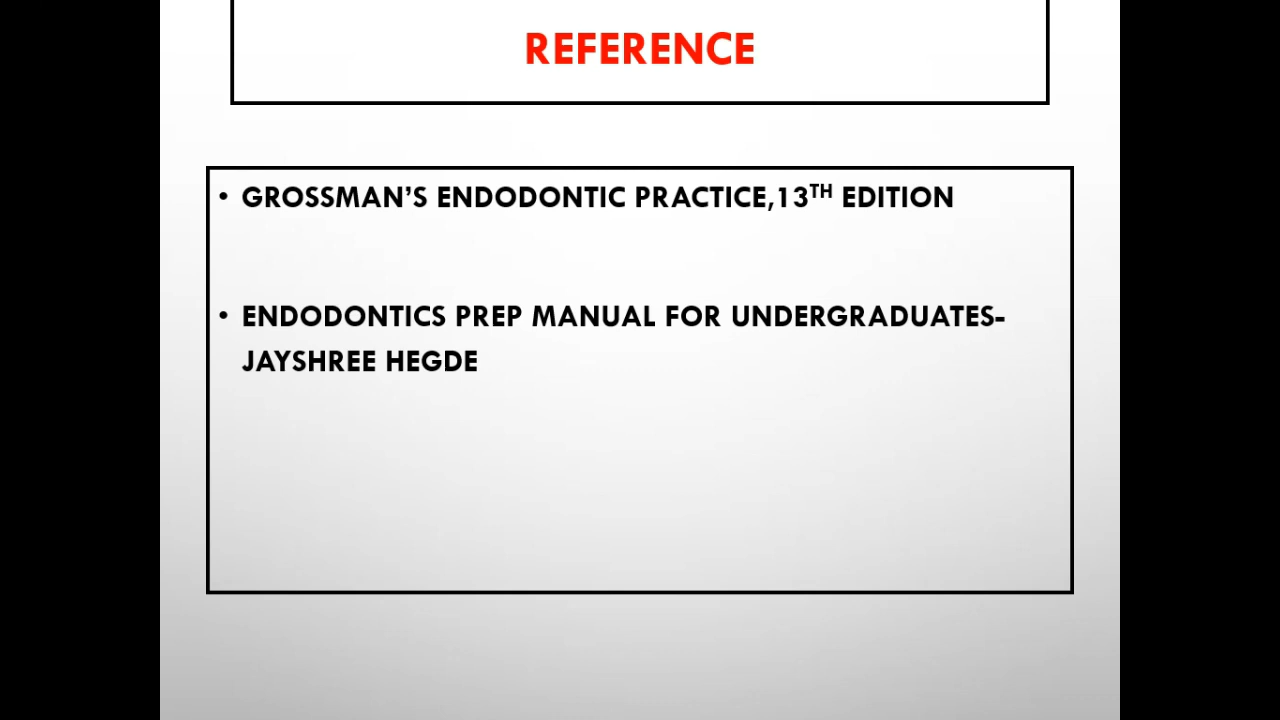 REFERENCE
• GROSSMAN’S ENDODONTIC PRACTICE,13TH EDITION
• ENDODONTICS PREP MANUAL FOR UNDERGRADUATES-
JAYSHREE HEGDE